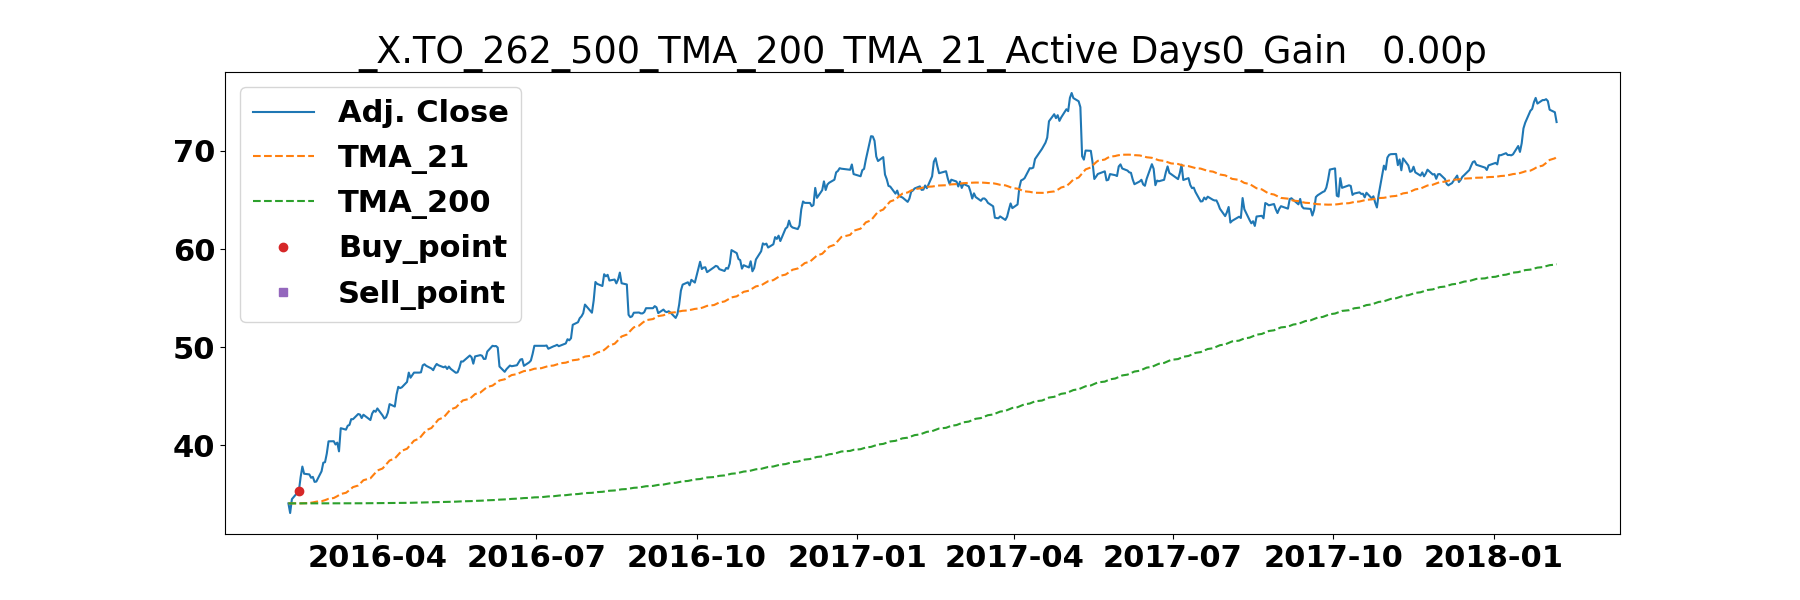 _X.TO_262_500_TMA_200_TMA_21_Active Days0_Gain   0.00p
Adj. Close
TMA_21
TMA_200
Buy_point
Sell_point
70
60
50
40
2016-04 2016-07 2016-10 2017-01 2017-04 2017-07 2017-10 2018-01